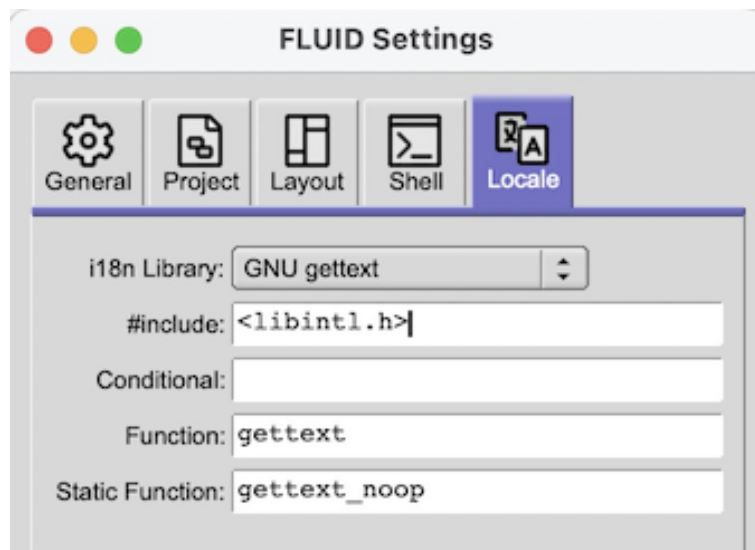 FLUID Settings
General Project Layout Shell Locale
i18n Library: GNU gettext
#include: <libintl.h>
Conditional:
Function: gettext
Static Function: gettext_noop